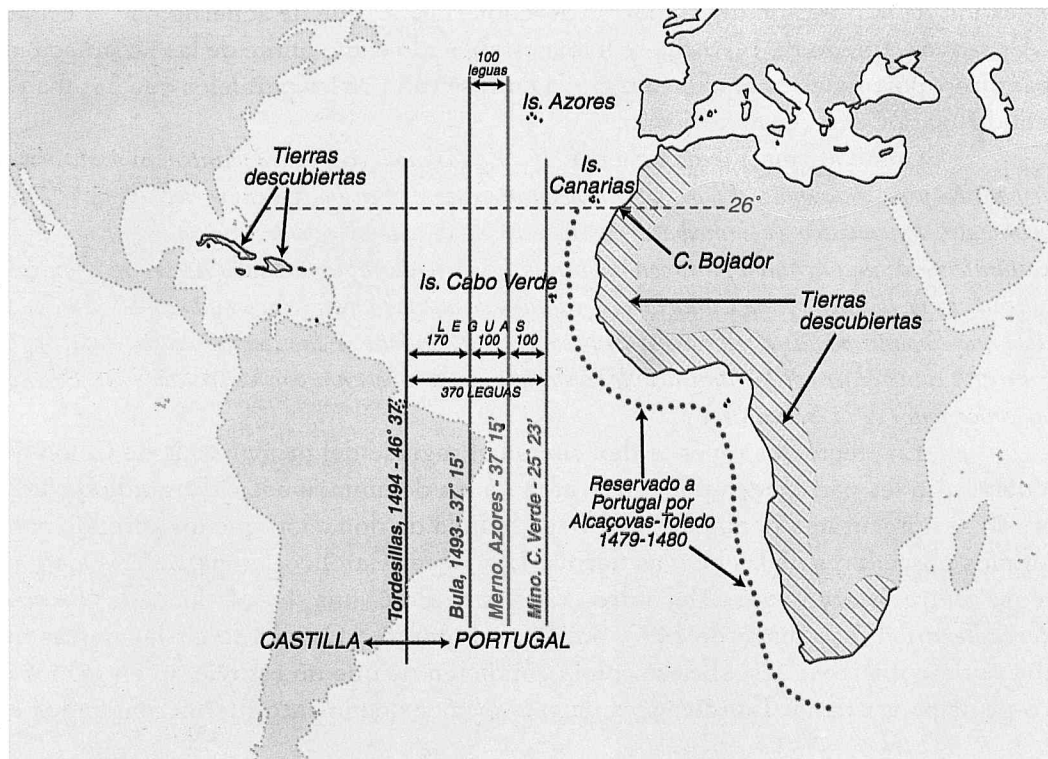 100
leguas
Is. Azores
Tierras
descubiertas
Is.
Canarias
26°
C. Bojador
Is. Cabo Verde
Tierras
descubiertas
LEGUAS
170
100
100
370 LEGUAS
Tordesillas, 1494 - 46° 37'
Bula, 1493 - 37° 15'
Merno. Azores - 37° 15'
Mino. C. Verde - 25° 23'
Reservado a
Portugal por
Alcaçovas-Toledo
1479-1480
CASTILLA
PORTUGAL